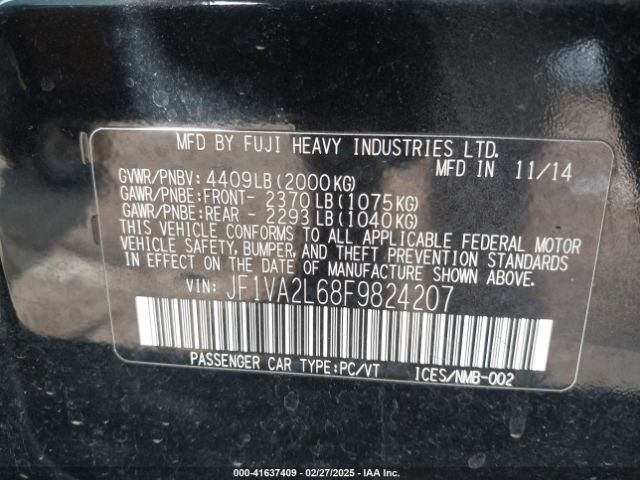 MFD BY FUJI HEAVY INDUSTRIES LTD.
MFD IN 11/14
GVWR/PNBV: 4409LB(2000KG)
GAWR/PNBE:FRONT- 2370LB(1075KG)
GAWR/PNBE:REAR - 2293LB(1040KG)
THIS VEHICLE CONFORMS TO ALL APPLICABLE FEDERAL MOTOR
VEHICLE SAFETY, BUMPER, AND THEFT PREVENTION STANDARDS
IN EFFECT ON THE DATE OF MANUFACTURE SHOWN ABOVE.
VIN: JF1VA2L68F9824207
PASSENGER CAR TYPE:PC/VT ICES/NMB-002
000-41637409 - 02/27/2025 - IAA Inc.